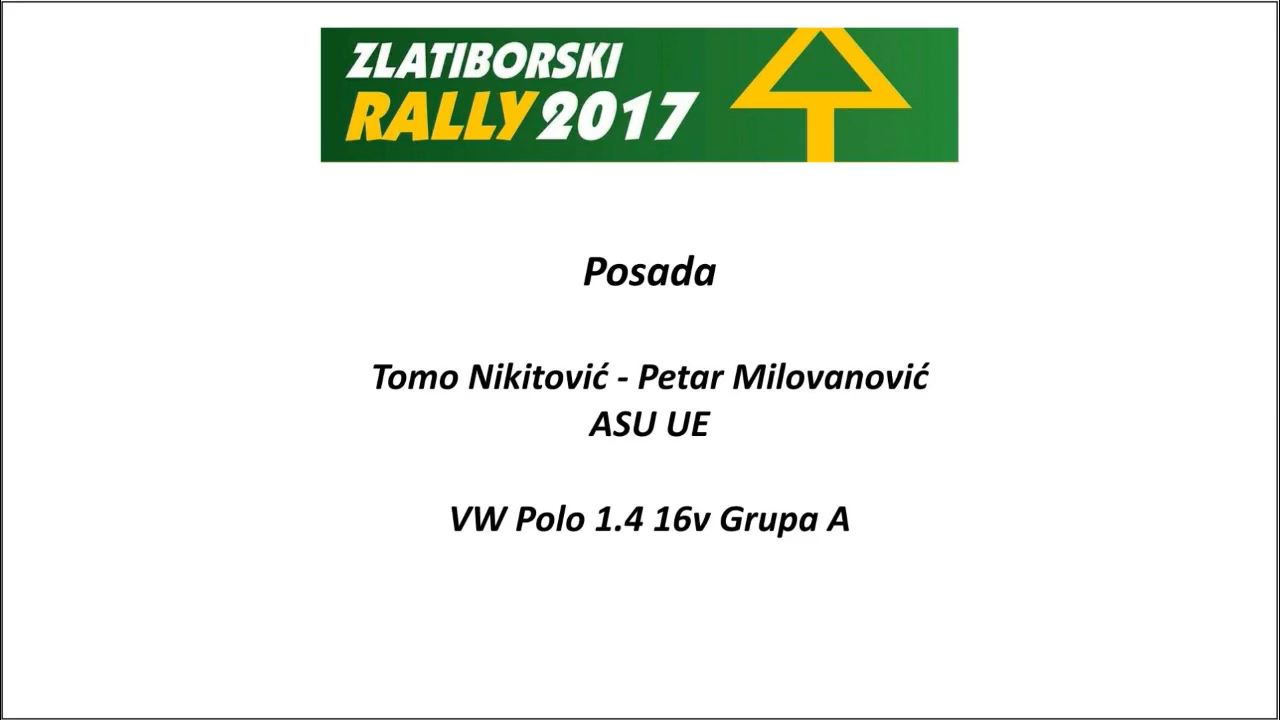 ZLATIBORSKI
RALLY 2017
Posada
Tomo Nikitović - Petar Milovanović
ASU UE
VW Polo 1.4 16v Grupa A